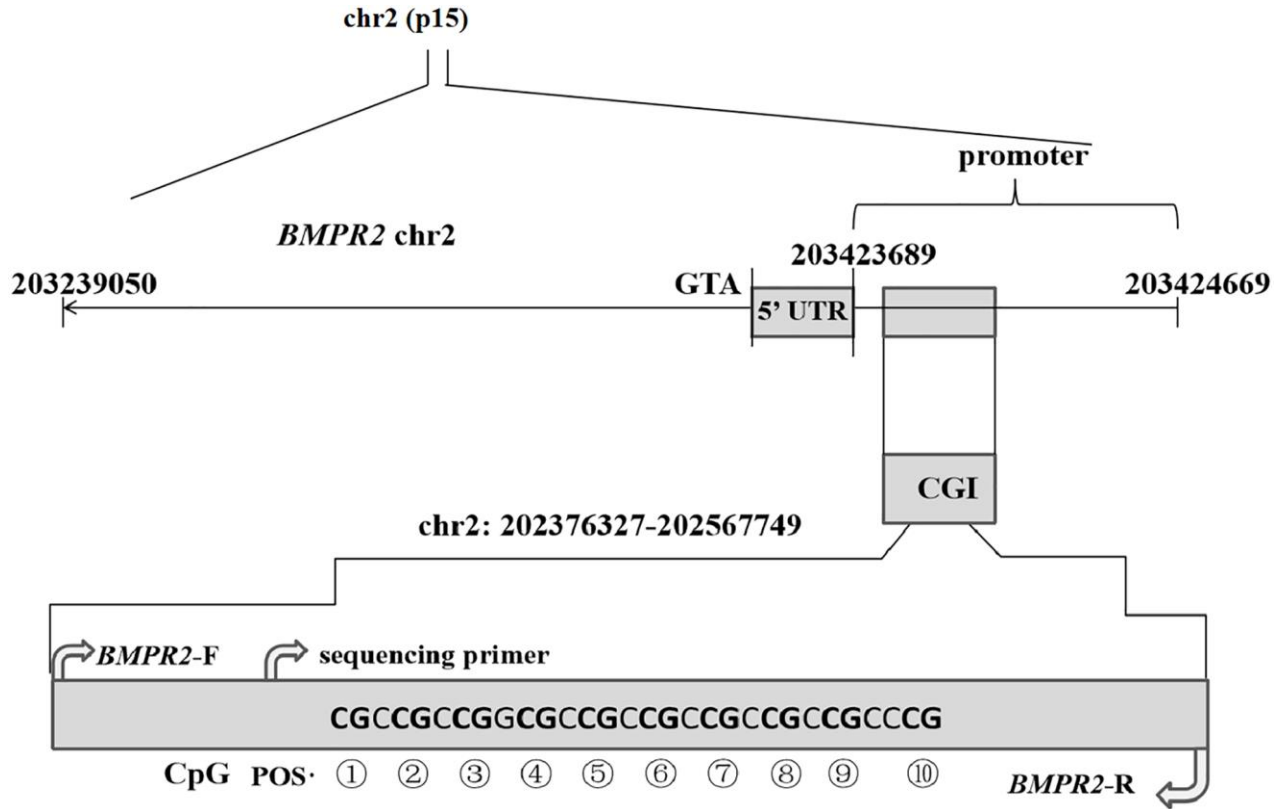 chr2 (p15)
promoter
BMPR2 chr2
203239050
GTA
5’ UTR
203423689
203424669
CGI
chr2: 202376327-202567749
BMPR2-F
sequencing primer
CGCCGCCGGCGCCGCCGCCGCCGCCGCCCG
CpG POS· ① ② ③ ④ ⑤ ⑥ ⑦ ⑧ ⑨ ⑩
BMPR2-R